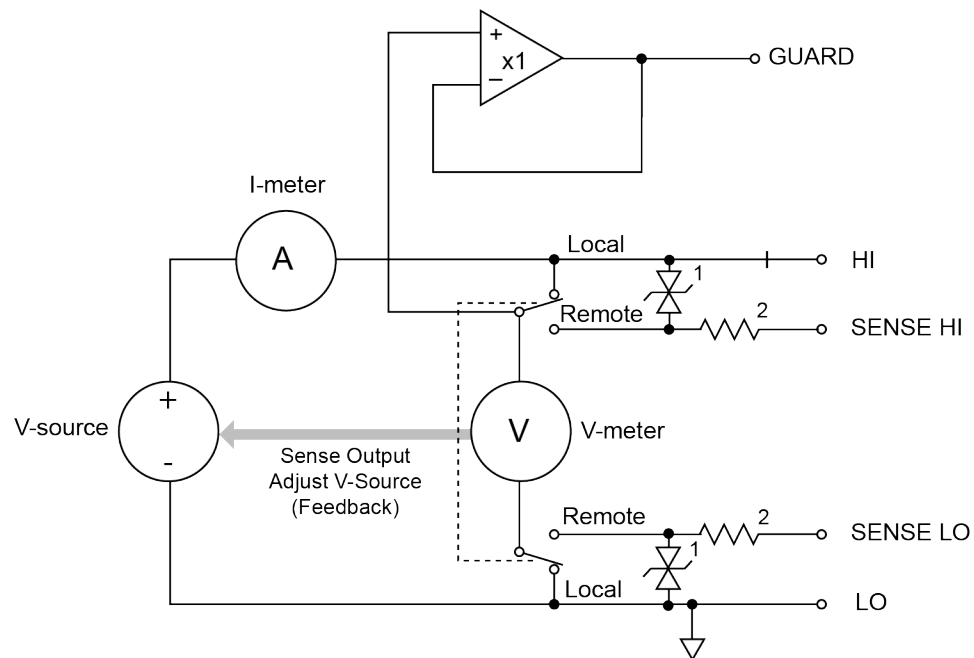 +
x1
−
GUARD
I-meter
A
Local
HI
1
Remote
2
SENSE HI
V-source
+
-
V
V-meter
Sense Output
Adjust V-Source
(Feedback)
Remote
2
SENSE LO
1
Local
LO